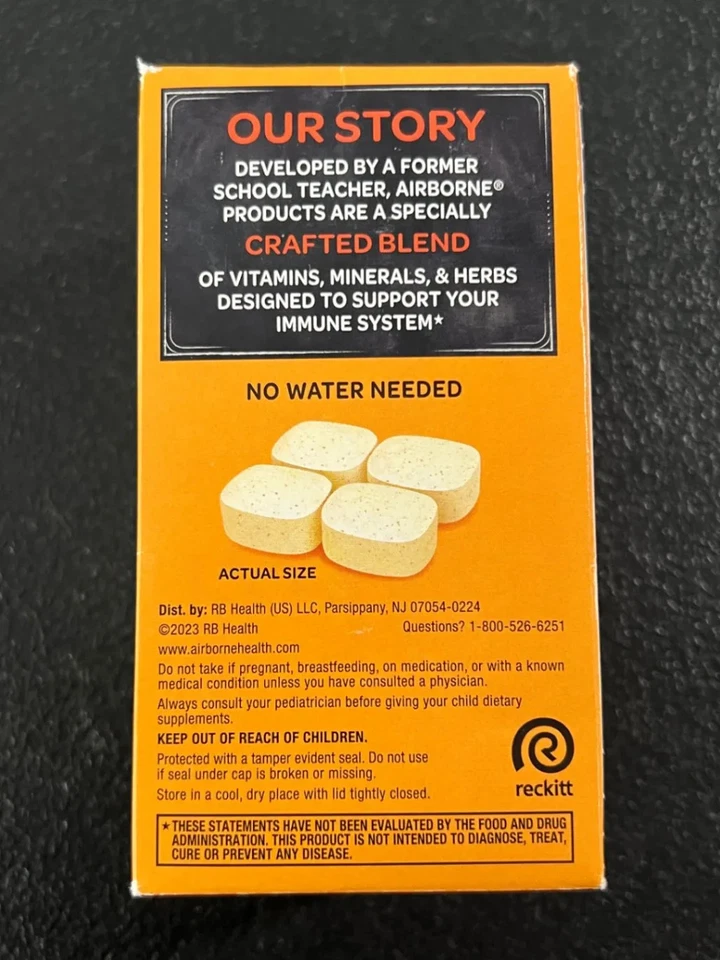 OUR STORY
DEVELOPED BY A FORMER
SCHOOL TEACHER, AIRBORNE®
PRODUCTS ARE A SPECIALLY
CRAFTED BLEND
OF VITAMINS, MINERALS, & HERBS
DESIGNED TO SUPPORT YOUR
IMMUNE SYSTEM*
NO WATER NEEDED
ACTUAL SIZE
Dist. by: RB Health (US) LLC, Parsippany, NJ 07054-0224
©2023 RB Health Questions? 1-800-526-6251
www.airbornehealth.com
Do not take if pregnant, breastfeeding, on medication, or with a known
medical condition unless you have consulted a physician.
Always consult your pediatrician before giving your child dietary
supplements.
KEEP OUT OF REACH OF CHILDREN.
Protected with a tamper evident seal. Do not use
if seal under cap is broken or missing.
Store in a cool, dry place with lid tightly closed.
reckitt
*THESE STATEMENTS HAVE NOT BEEN EVALUATED BY THE FOOD AND DRUG
ADMINISTRATION. THIS PRODUCT IS NOT INTENDED TO DIAGNOSE, TREAT,
CURE OR PREVENT ANY DISEASE.